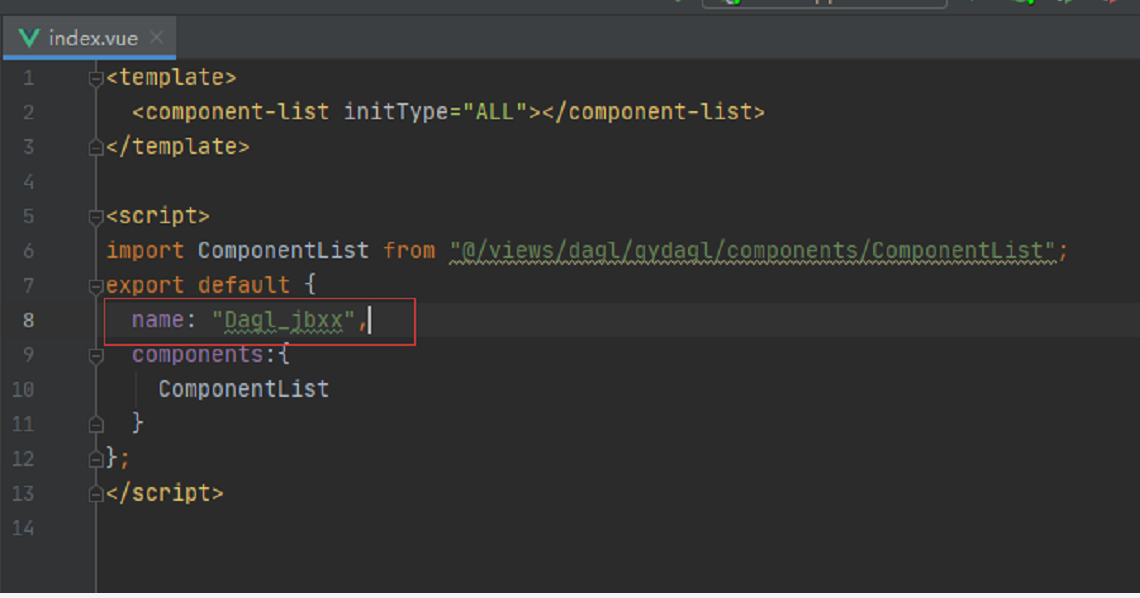 index.vue
1 <template>
2 <component-list initType="ALL"></component-list>
3 </template>
4
5 <script>
6 import ComponentList from "@/views/dagl/qydagl/components/ComponentList";
7 export default {
8 name: "Dagl_jbxx",
9 components:{
10 ComponentList
11 }
12 };
13 </script>
14